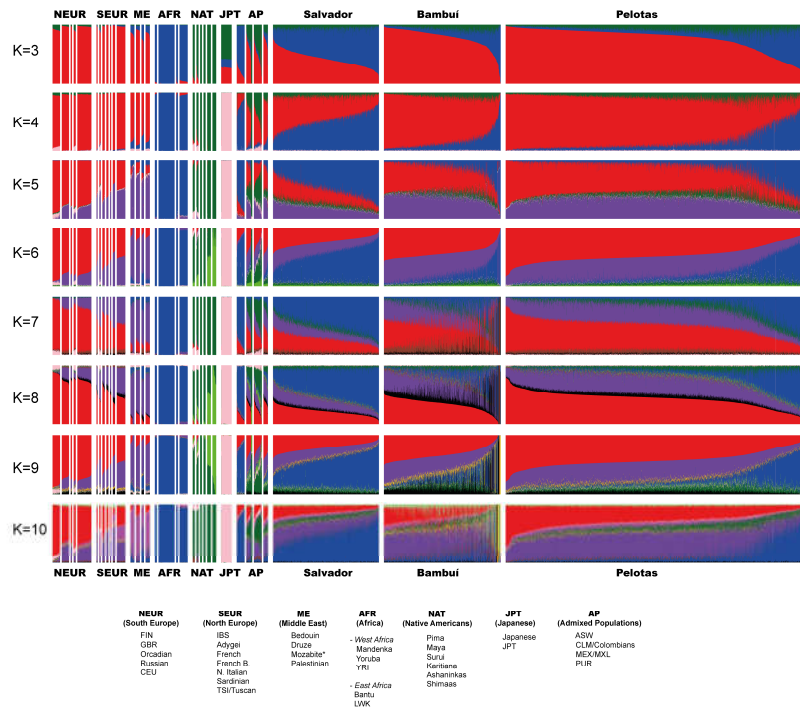 NEUR SEUR ME AFR NAT JPT AP Salvador Bambuí Pelotas
K=3
K=4
K=5
K=6
K=7
K=8
K=9
K=10
NEUR SEUR ME AFR NAT JPT AP Salvador Bambuí Pelotas
NEUR
(South Europe)
FIN
GBR
Orcadian
Russian
CEU
SEUR
(North Europe)
IBS
Adygei
French
French B.
N. Italian
Sardinian
TSI/Tuscan
ME
(Middle East)
Bedouin
Druze
Mozabite*
Palestinian
AFR
(Africa)
- West Africa
Mandenka
Yoruba
YRI
- East Africa
Bantu
LWK
NAT
(Native Americans)
Pima
Maya
Surui
Karitiana
Ashaninkas
Shimaas
JPT
(Japanese)
Japanese
JPT
AP
(Admixed Populations)
ASW
CLM/Colombians
MEX/MXL
PUR